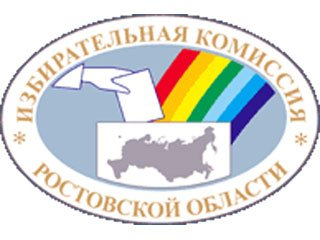 ИЗБИРАТЕЛЬНАЯ КОМИССИЯ
РОСТОВСКОЙ ОБЛАСТИ